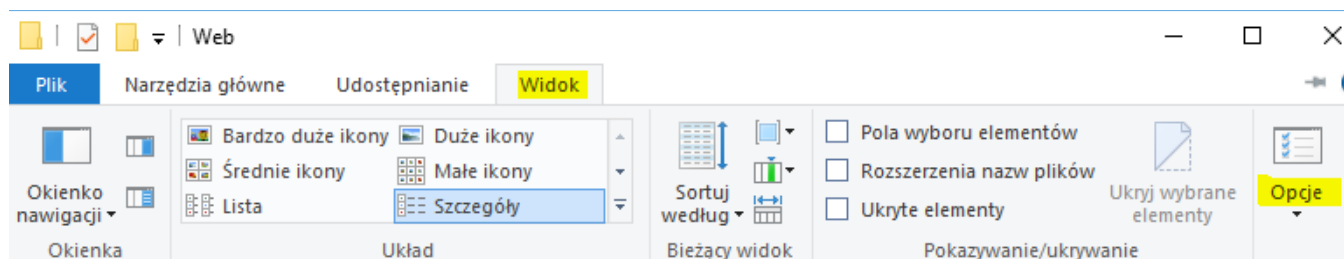 Web
Plik Narzędzia główne Udostępnianie Widok
Bardzo duże ikony Duże ikony
Średnie ikony Małe ikony
Lista Szczegóły
Okienko
nawigacji
Okienka
Układ
Sortuj
według
Bieżący widok
Pola wyboru elementów
Rozszerzenia nazw plików
Ukryte elementy
Ukryj wybrane
elementy
Pokazywanie/ukrywanie
Opcje